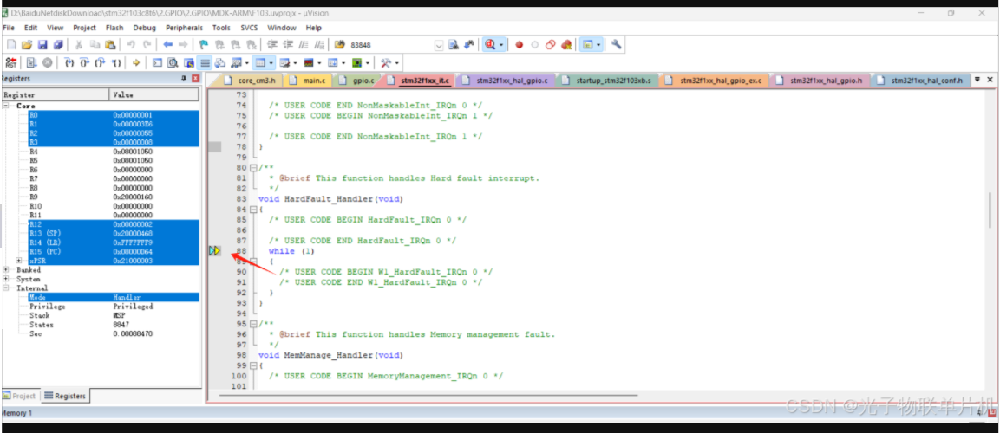 D:\BaiduNetdiskDownload\stm32f103c8t6\2.GPIO\2.GPIO\MDK-ARM\F103.uvprojx - µVision
File Edit View Project Flash Debug Peripherals Tools SVCS Window Help
83848
Registers
core_cm3.h main.c gpio.c stm32f1xx_it.c stm32f1xx_hal_gpio.c startup_stm32f103xb.s stm32f1xx_hal_gpio_ex.c stm32f1xx_hal_gpio.h stm32f1xx_hal_conf.h
Register Value
Core
R0 0x00000001
R1 0x000003E6
R2 0x00000055
R3 0x00000008
R4 0x08001050
R5 0x08001050
R6 0x00000000
R7 0x00000000
R8 0x00000000
R9 0x20000160
R10 0x00000000
R11 0x00000000
R12 0x00000002
R13 (SP) 0x20000468
R14 (LR) 0xFFFFFFF9
R15 (PC) 0x08000D64
xPSR 0x21000003
Banked
System
Internal
Mode Handler
Privilege Privileged
Stack MSP
States 8847
Sec 0.00088470
73
74 /* USER CODE END NonMaskableInt_IRQn 0 */
75 /* USER CODE BEGIN NonMaskableInt_IRQn 1 */
76
77 /* USER CODE END NonMaskableInt_IRQn 1 */
78 }
79
80 /**
81 * @brief This function handles Hard fault interrupt.
82 */
83 void HardFault_Handler(void)
84 {
85 /* USER CODE BEGIN HardFault_IRQn 0 */
86
87 /* USER CODE END HardFault_IRQn 0 */
88 while (1)
89 {
90 /* USER CODE BEGIN W1_HardFault_IRQn 0 */
91 /* USER CODE END W1_HardFault_IRQn 0 */
92 }
93 }
94
95 /**
96 * @brief This function handles Memory management fault.
97 */
98 void MemManage_Handler(void)
99 {
100 /* USER CODE BEGIN MemoryManagement_IRQn 0 */
101
Project Registers
Memory 1
CSDN @光子物联单片机